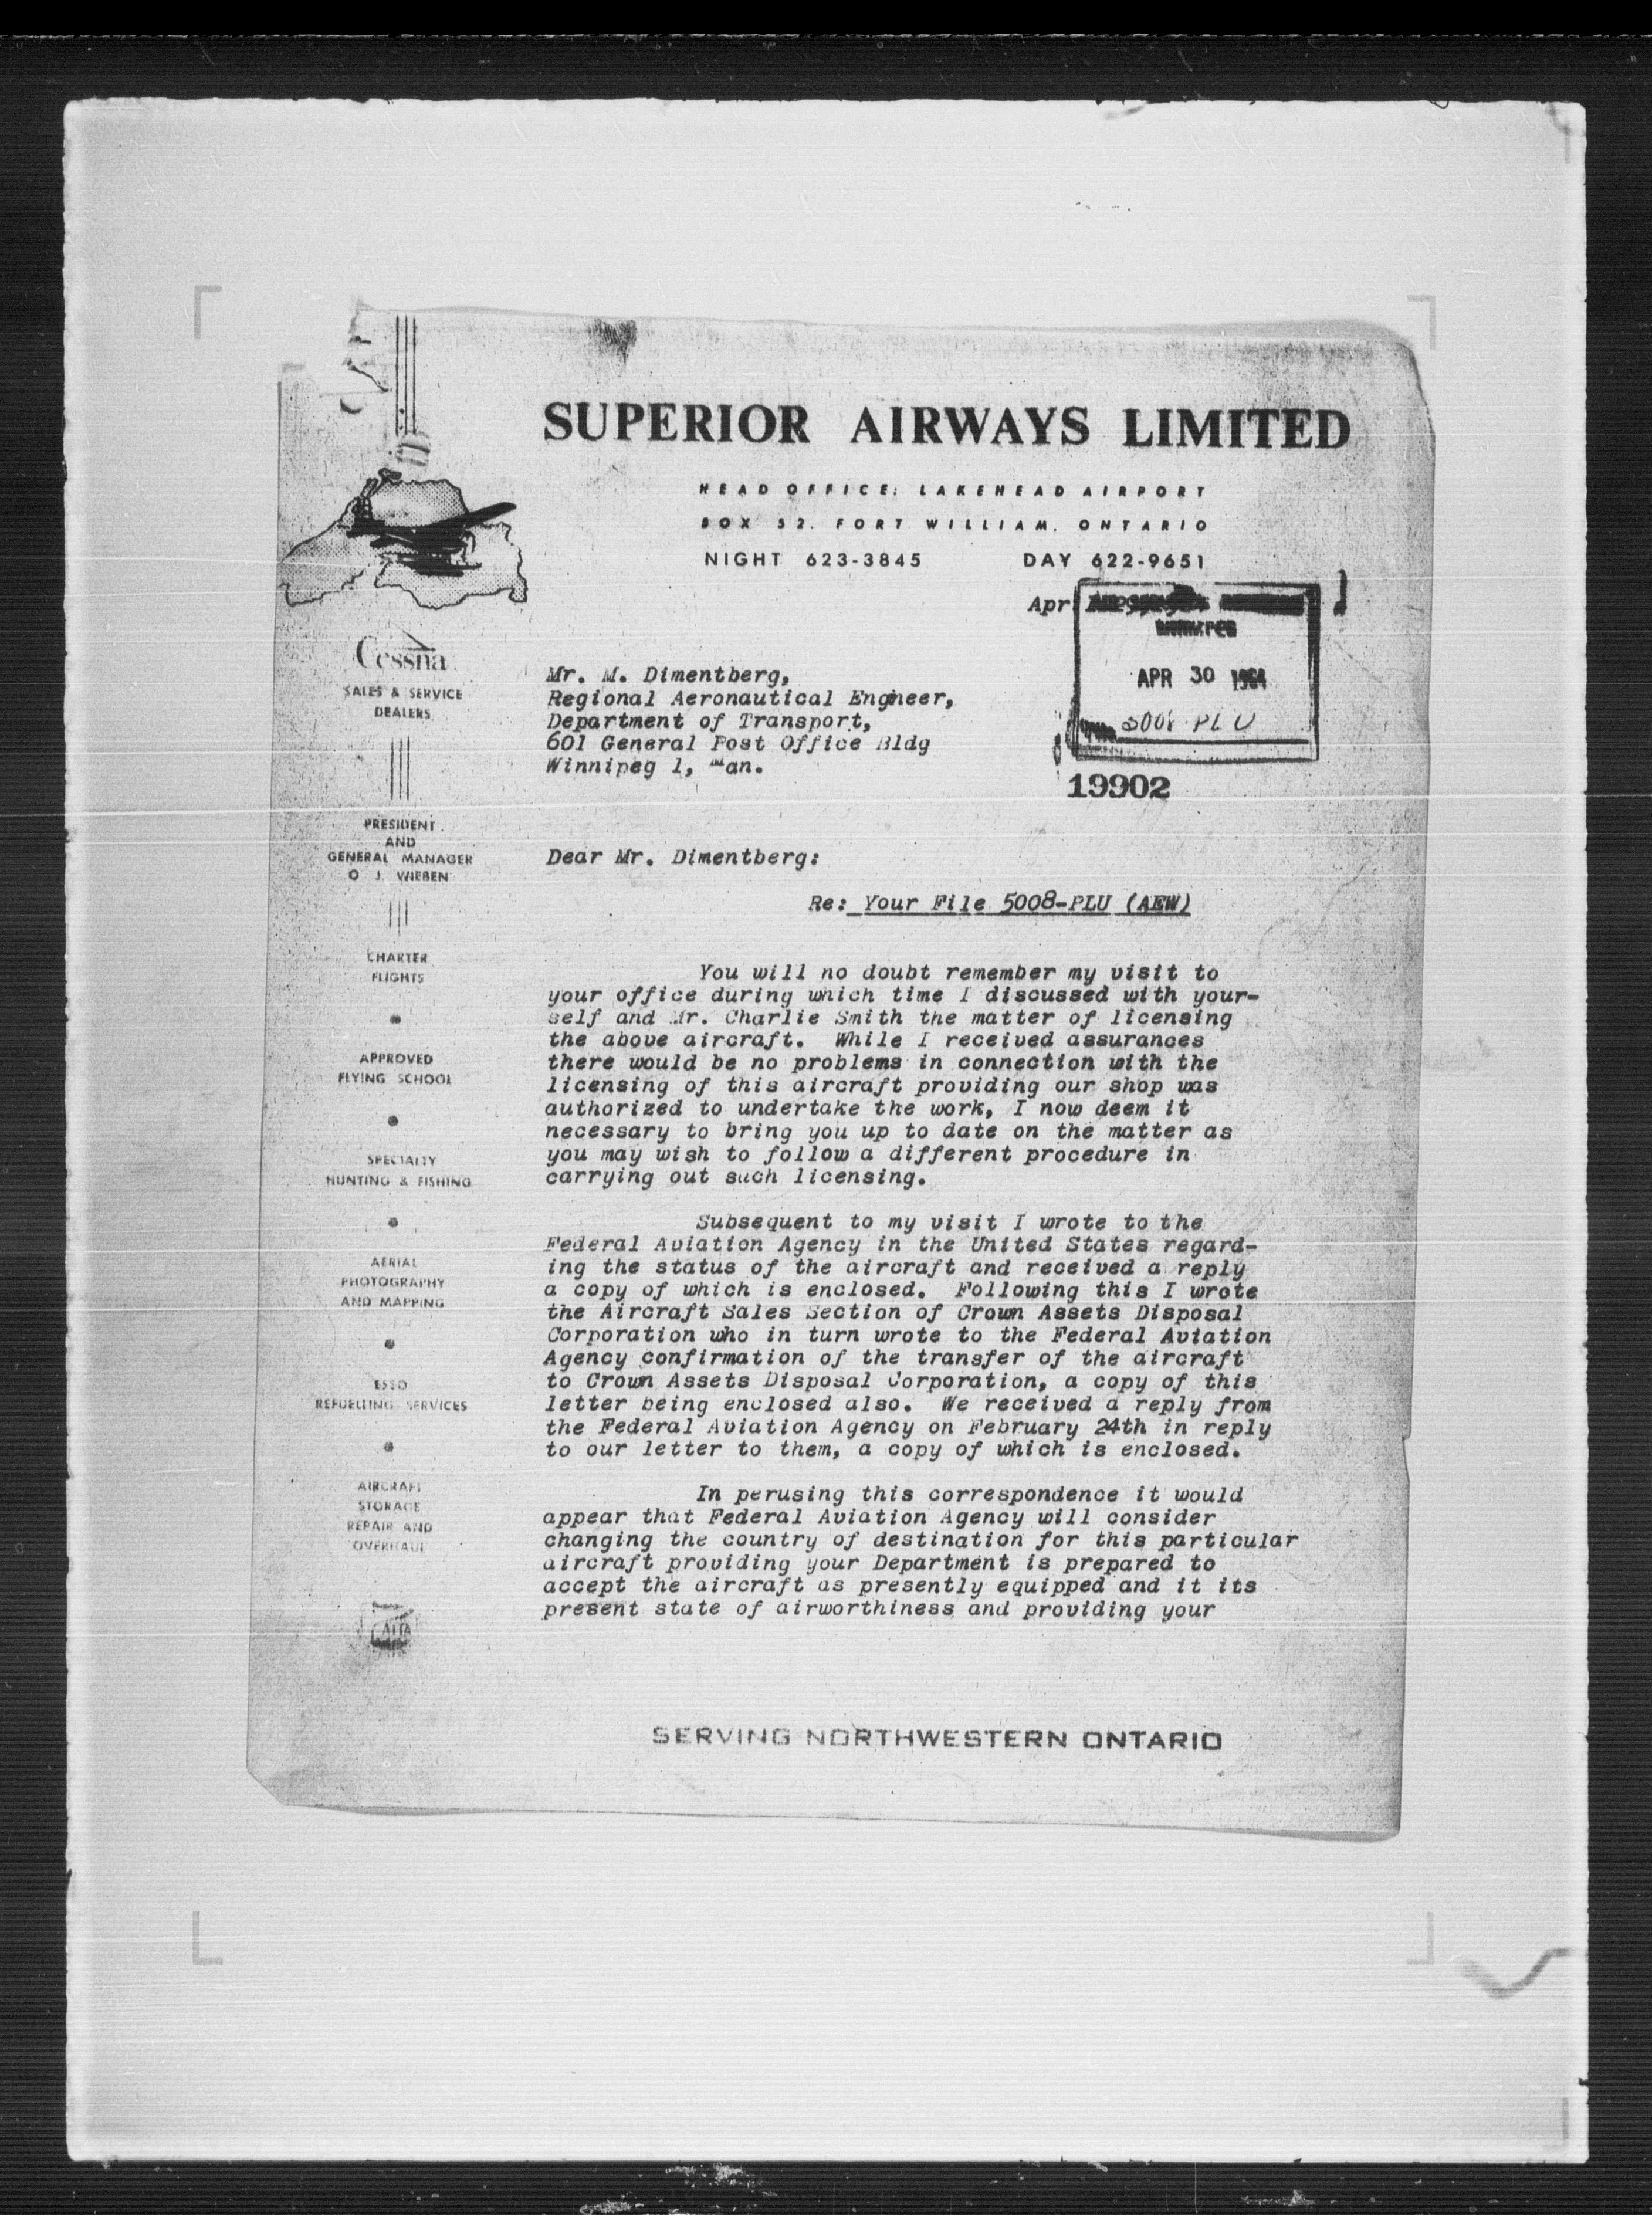 SUPERIOR AIRWAYS LIMITED
HEAD OFFICE: LAKEHEAD AIRPORT
BOX 52, FORT WILLIAM, ONTARIO
NIGHT 623-3845 DAY 622-9651
Apr
APR 30 1964
5008 PLU
19902
Cessna
SALES & SERVICE
DEALERS
PRESIDENT
AND
GENERAL MANAGER
O J. WIEBEN
CHARTER
FLIGHTS
APPROVED
FLYING SCHOOL
SPECIALTY
HUNTING & FISHING
AERIAL
PHOTOGRAPHY
AND MAPPING
ESSO
REFUELLING SERVICES
AIRCRAFT
STORAGE
REPAIR AND
OVERHAUL
Mr. M. Dimentberg,
Regional Aeronautical Engneer,
Department of Transport,
601 General Post Office Bldg
Winnipeg 1, Man.
Dear Mr. Dimentberg:
Re: Your File 5008-PLU (AEW)
You will no doubt remember my visit to
your office during which time I discussed with your-
self and Mr. Charlie Smith the matter of licensing
the above aircraft. While I received assurances
there would be no problems in connection with the
licensing of this aircraft providing our shop was
authorized to undertake the work, I now deem it
necessary to bring you up to date on the matter as
you may wish to follow a different procedure in
carrying out such licensing.
Subsequent to my visit I wrote to the
Federal Aviation Agency in the United States regard-
ing the status of the aircraft and received a reply
a copy of which is enclosed. Following this I wrote
the Aircraft Sales Section of Crown Assets Disposal
Corporation who in turn wrote to the Federal Aviation
Agency confirmation of the transfer of the aircraft
to Crown Assets Disposal Corporation, a copy of this
letter being enclosed also. We received a reply from
the Federal Aviation Agency on February 24th in reply
to our letter to them, a copy of which is enclosed.
In perusing this correspondence it would
appear that Federal Aviation Agency will consider
changing the country of destination for this particular
aircraft providing your Department is prepared to
accept the aircraft as presently equipped and it its
present state of airworthiness and providing your
SERVING NORTHWESTERN ONTARIO